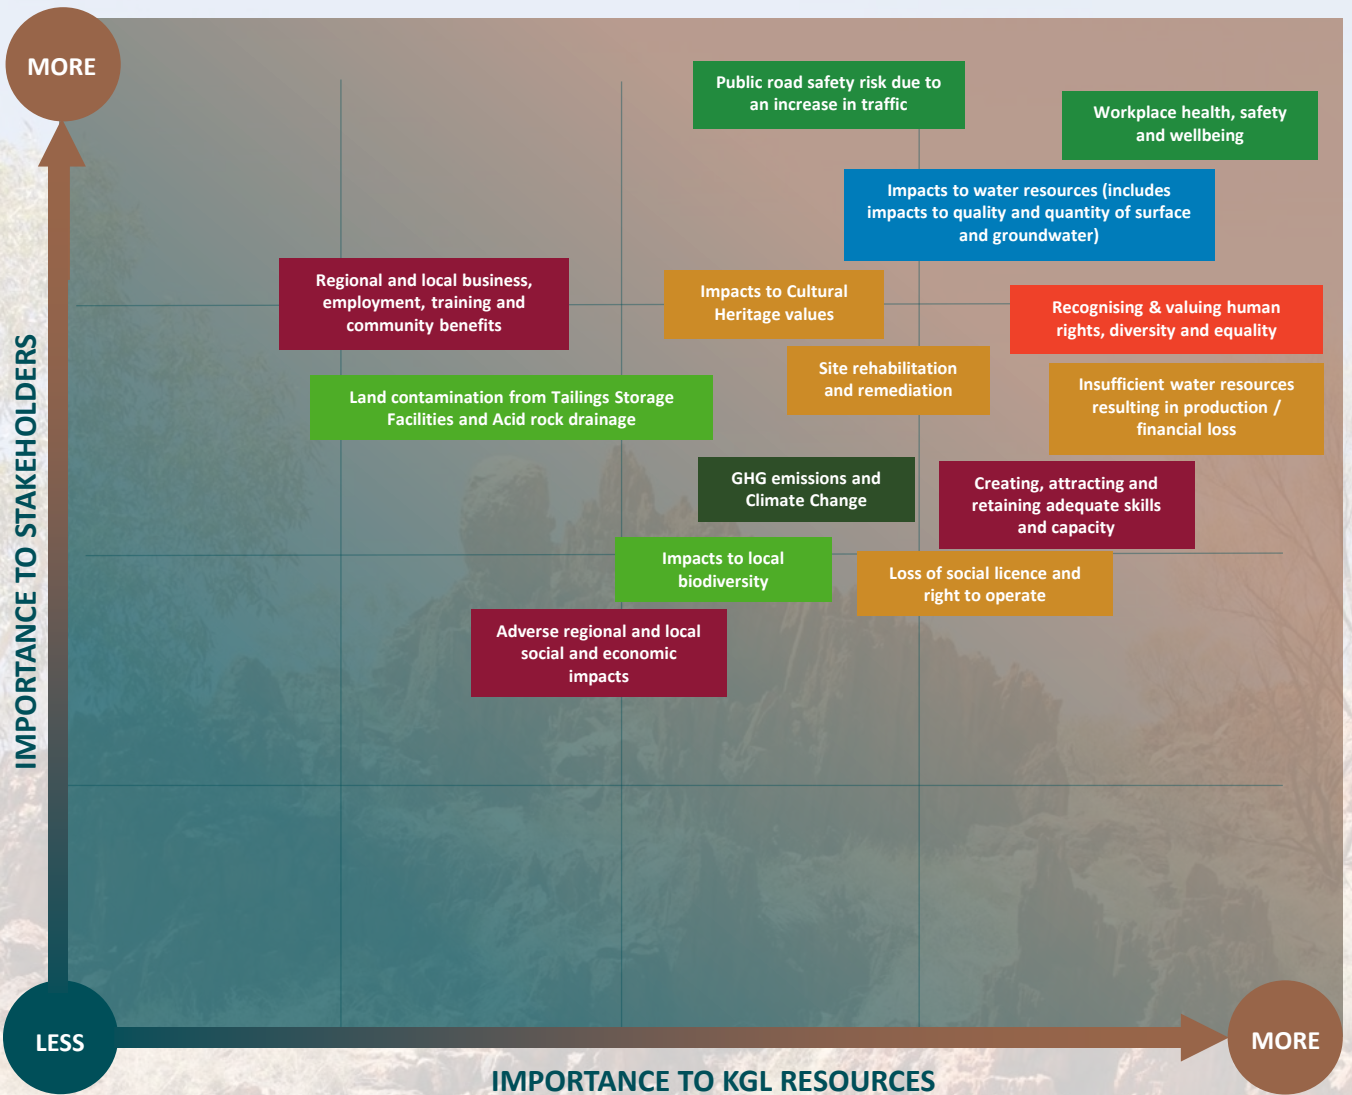 MORE
Public road safety risk due to
an increase in traffic
Workplace health, safety
and wellbeing
Impacts to water resources (includes
impacts to quality and quantity of surface
and groundwater)
Regional and local business,
employment, training and
community benefits
Impacts to Cultural
Heritage values
Recognising & valuing human
rights, diversity and equality
Site rehabilitation
and remediation
Insufficient water resources
resulting in production /
financial loss
Land contamination from Tailings Storage
Facilities and Acid rock drainage
GHG emissions and
Climate Change
Creating, attracting and
retaining adequate skills
and capacity
Impacts to local
biodiversity
Loss of social licence and
right to operate
Adverse regional and local
social and economic
impacts
IMPORTANCE TO STAKEHOLDERS
LESS
MORE
IMPORTANCE TO KGL RESOURCES